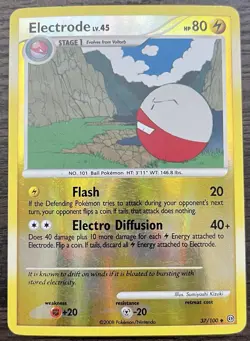 Electrode LV.45 HP 80
STAGE 1 Evolves from Voltorb
NO. 101 Ball Pokémon HT: 3'11" WT: 146.8 lbs.
Flash 20
If the Defending Pokémon tries to attack during your opponent's next
turn, your opponent flips a coin. If tails, that attack does nothing.
Electro Diffusion 40+
Does 40 damage plus 10 more damage for each Energy attached to
Electrode. Flip a coin. If tails, discard all Energy attached to Electrode.
It is known to drift on winds if it is bloated to bursting with
stored electricity.
Illus. Sumiyoshi Kizuki
weakness resistance retreat cost
+20 -20
©2008 Pokémon/Nintendo 37/100